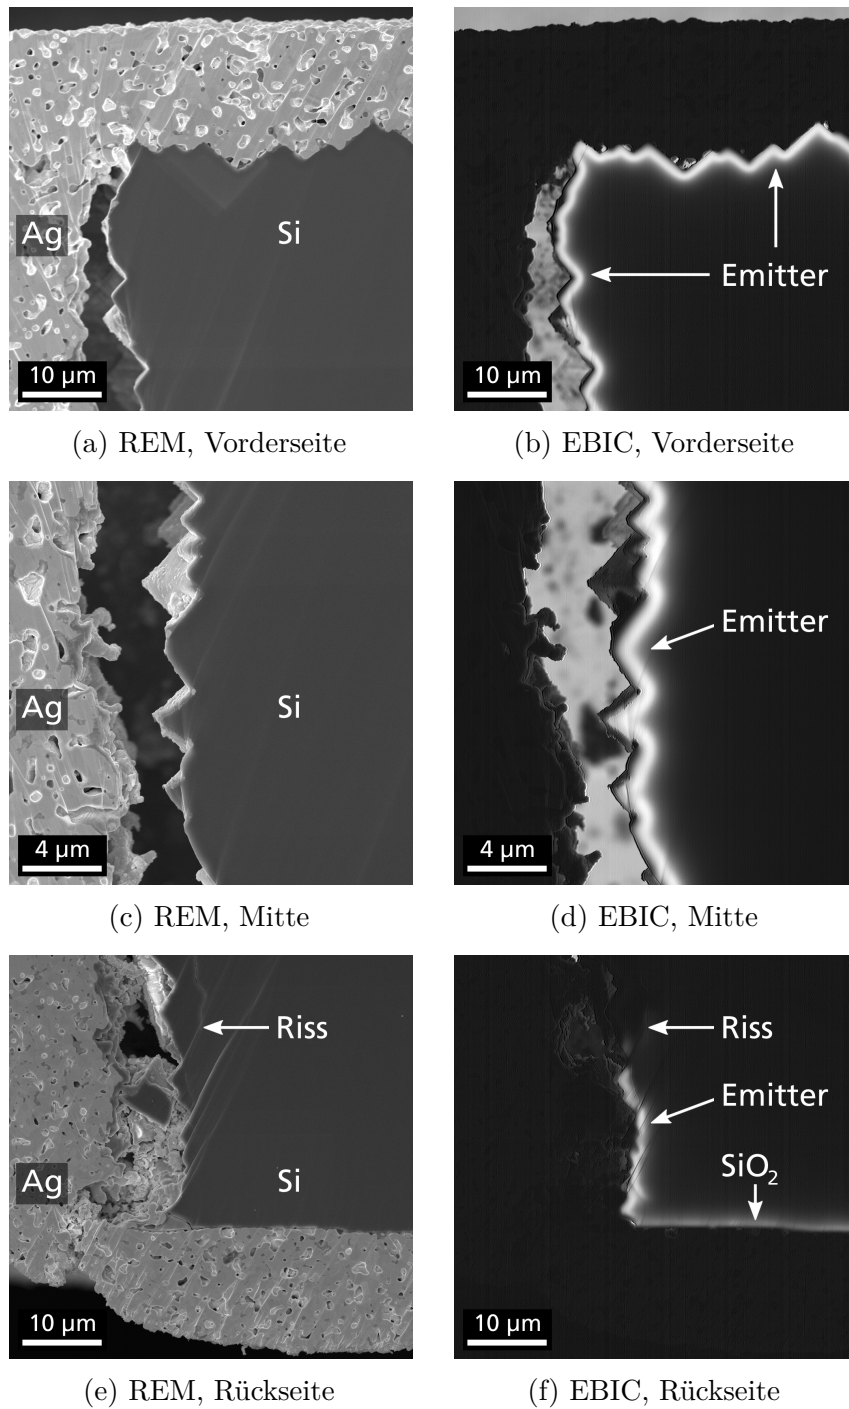 Ag
Si
10 µm
Emitter
10 µm
(a) REM, Vorderseite
(b) EBIC, Vorderseite
Ag
Si
4 µm
Emitter
4 µm
(c) REM, Mitte
(d) EBIC, Mitte
Riss
Ag
Si
10 µm
Riss
Emitter
SiO₂
10 µm
(e) REM, Rückseite
(f) EBIC, Rückseite